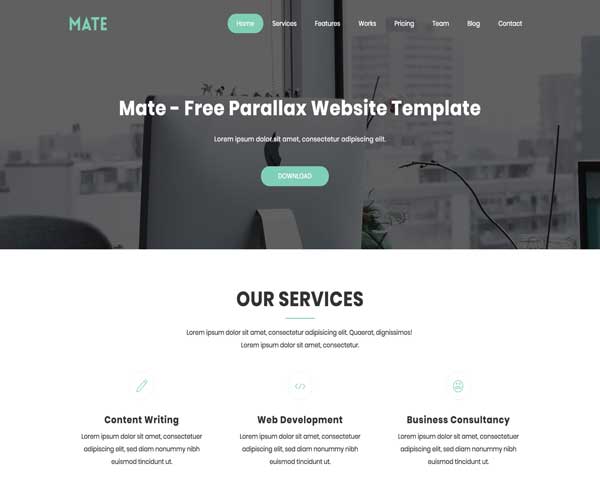 MATE
Home Services Features Works Pricing Team Blog Contact
Mate - Free Parallax Website Template
Lorem ipsum dolor sit amet, consectetur adipiscing elit.
DOWNLOAD
OUR SERVICES
Lorem ipsum dolor sit amet, consectetur adipisicing elit. Quaerat, dignissimos!
Lorem ipsum dolor sit amet, consectetur.
Content Writing Web Development Business Consultancy
Lorem ipsum dolor sit amet, consectetuer Lorem ipsum dolor sit amet, consectetuer Lorem ipsum dolor sit amet, consectetuer
adipiscing elit, sed diam nonummy nibh adipiscing elit, sed diam nonummy nibh adipiscing elit, sed diam nonummy nibh
euismod tincidunt ut. euismod tincidunt ut. euismod tincidunt ut.